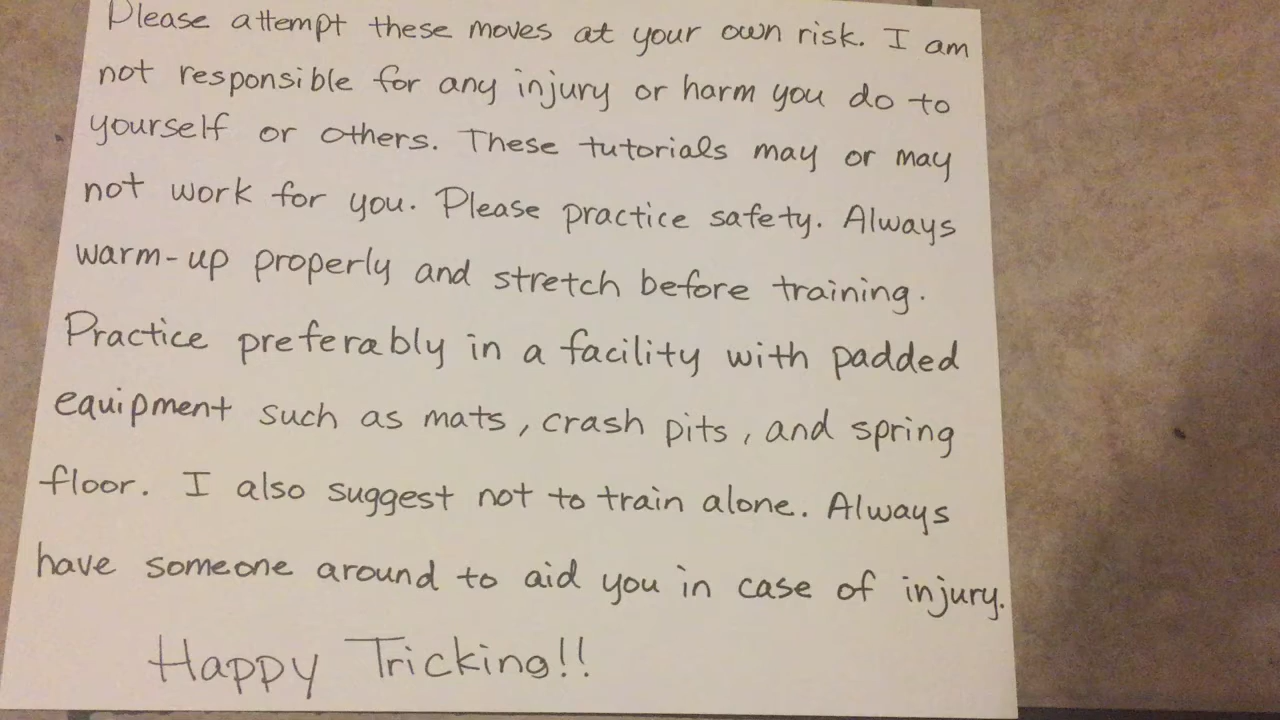 Please attempt these moves at your own risk. I am
not responsible for any injury or harm you do to
yourself or others. These tutorials may or may
not work for you. Please practice safety. Always
warm-up properly and stretch before training.
Practice preferably in a facility with padded
equipment such as mats, crash pits, and spring
floor. I also suggest not to train alone. Always
have someone around to aid you in case of injury.
Happy Tricking!!